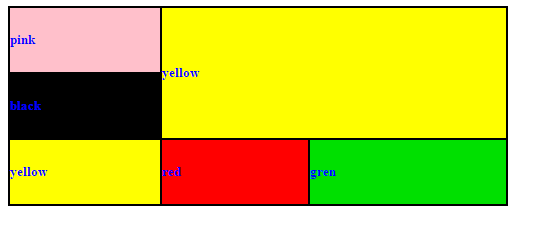 pink
yellow
black
yellow
red
gren